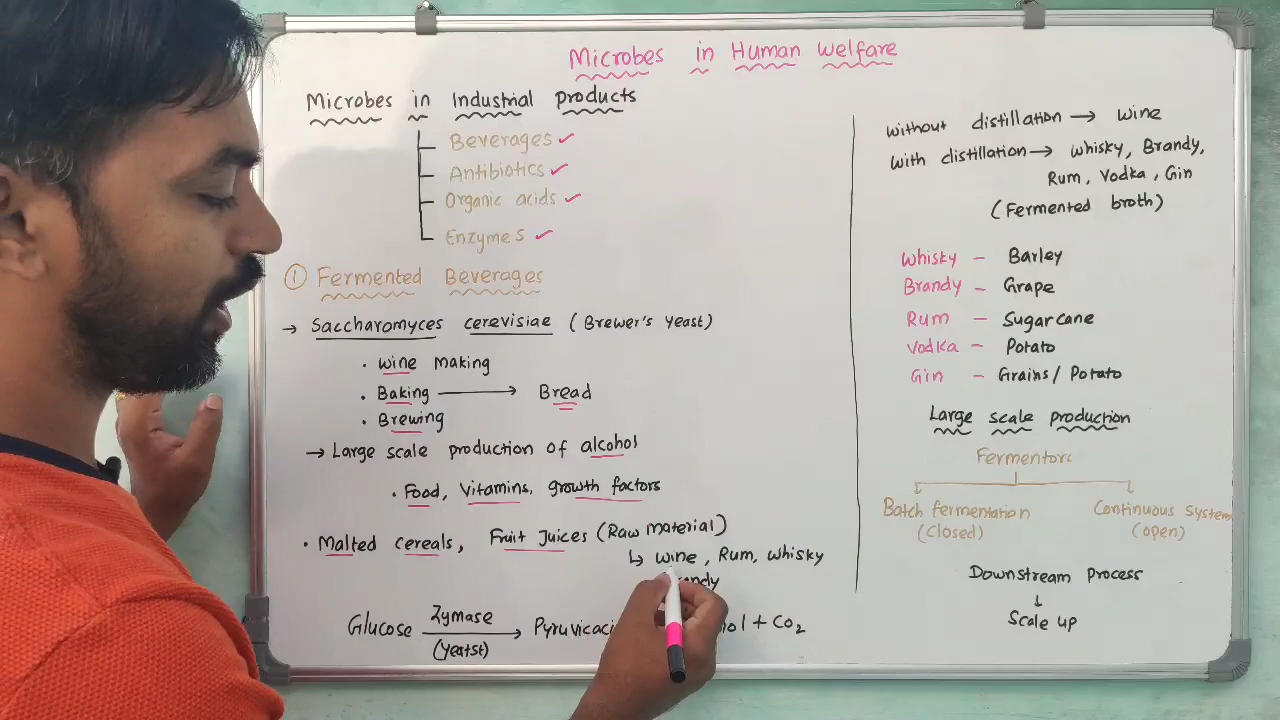 Microbes in Human Welfare
Microbes in Industrial products
Beverages ✓
Antibiotics ✓
Organic acids ✓
Enzymes ✓
① Fermented Beverages
→ Saccharomyces cerevisiae (Brewer's Yeast)
• wine Making
• Baking → Bread
• Brewing
→ Large scale production of alcohol
• Food, Vitamins, growth factors
• Malted cereals, Fruit Juices (Raw Material)
↳ wine, Rum, whisky
Glucose Zymase (Yeatst) → Pyruvicaci + CO2
without distillation → wine
with distillation → whisky, Brandy,
Rum, Vodka, Gin
(Fermented broth)
Whisky - Barley
Brandy - Grape
Rum - Sugarcane
Vodka - Potato
Gin - Grains/Potato
Large scale production
Fermentors
Batch fermentation Continuous System
(closed) (open)
Downstream Process
↓
Scale up